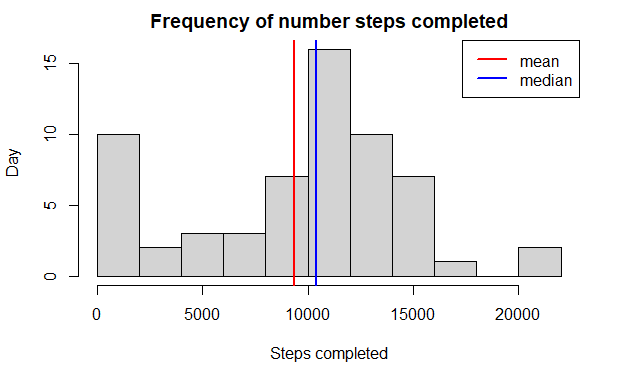 Frequency of number steps completed
mean
median
Day
15
10
5
0
0 5000 10000 15000 20000
Steps completed